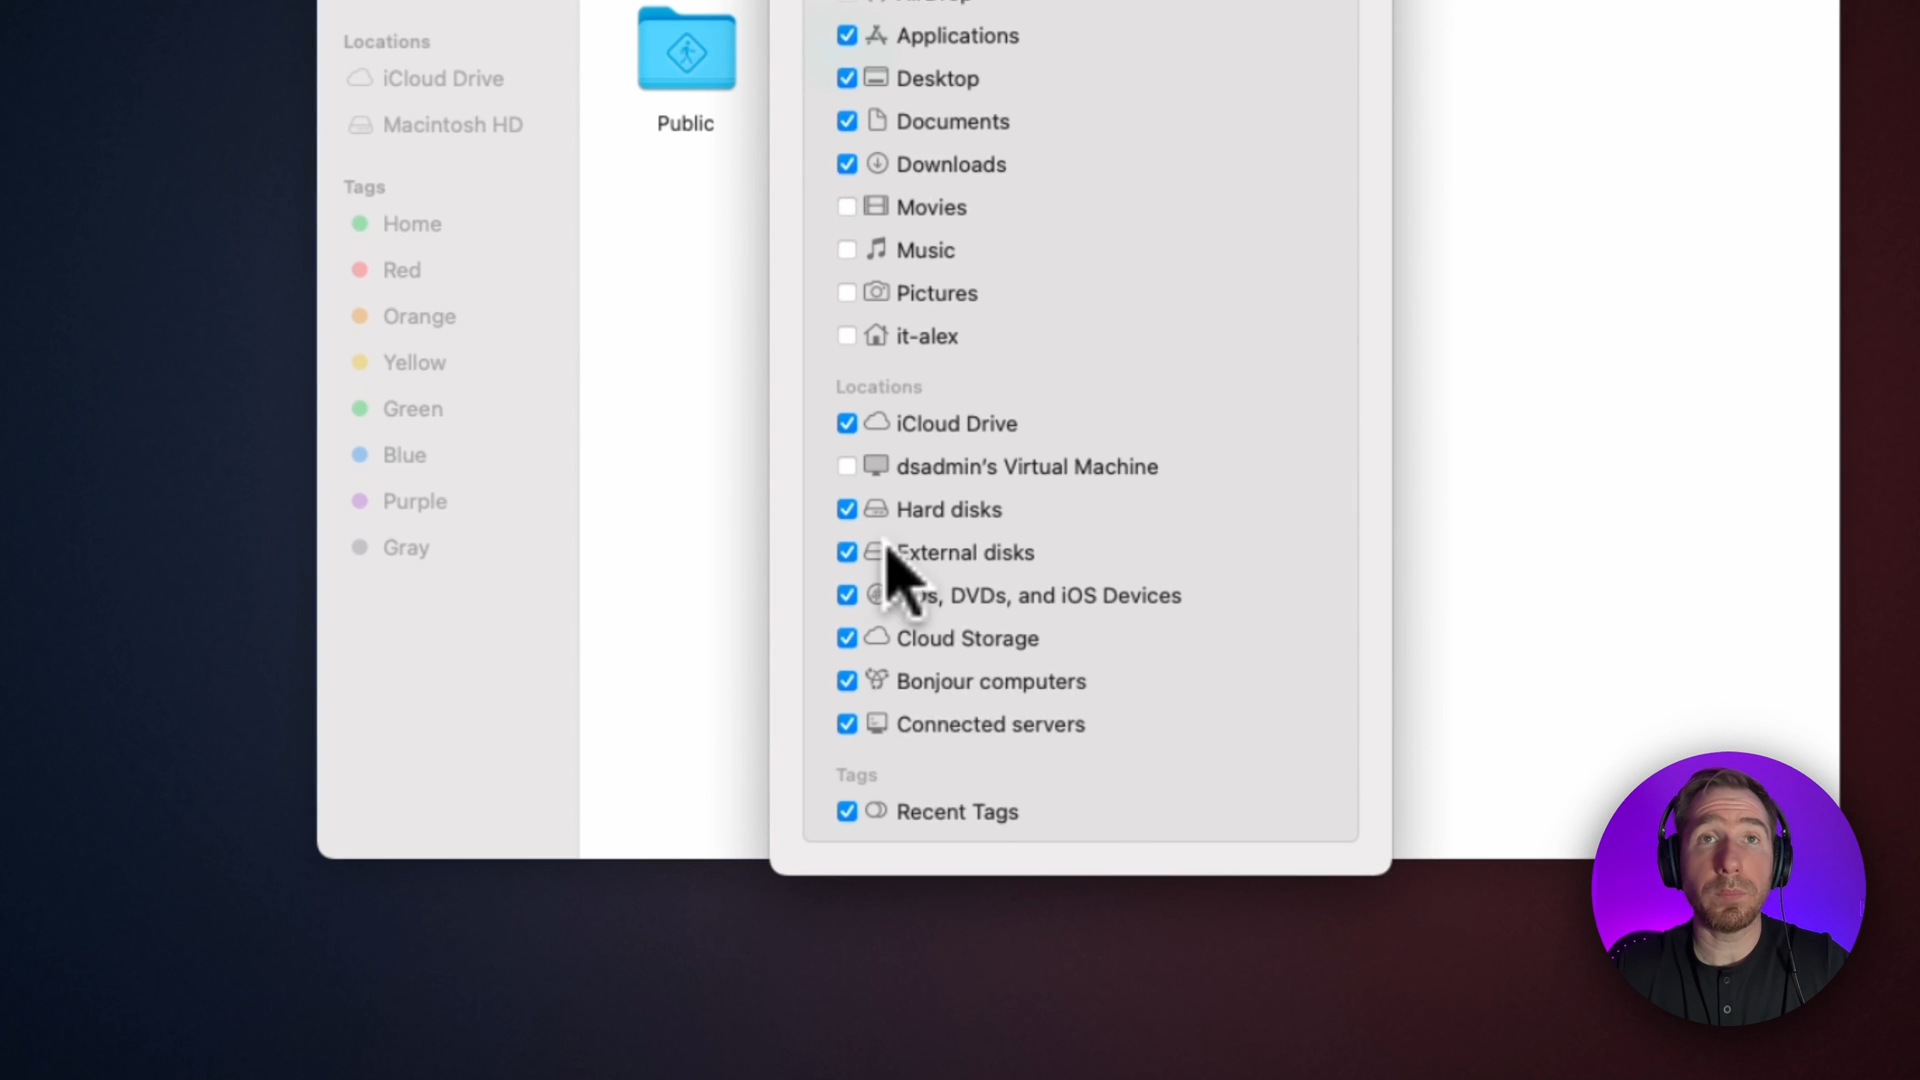 Locations
iCloud Drive
Macintosh HD
Tags
Home
Red
Orange
Yellow
Green
Blue
Purple
Gray
Public
Applications
Desktop
Documents
Downloads
Movies
Music
Pictures
it-alex
Locations
iCloud Drive
dsadmin’s Virtual Machine
Hard disks
External disks
DVDs, and iOS Devices
Cloud Storage
Bonjour computers
Connected servers
Tags
Recent Tags